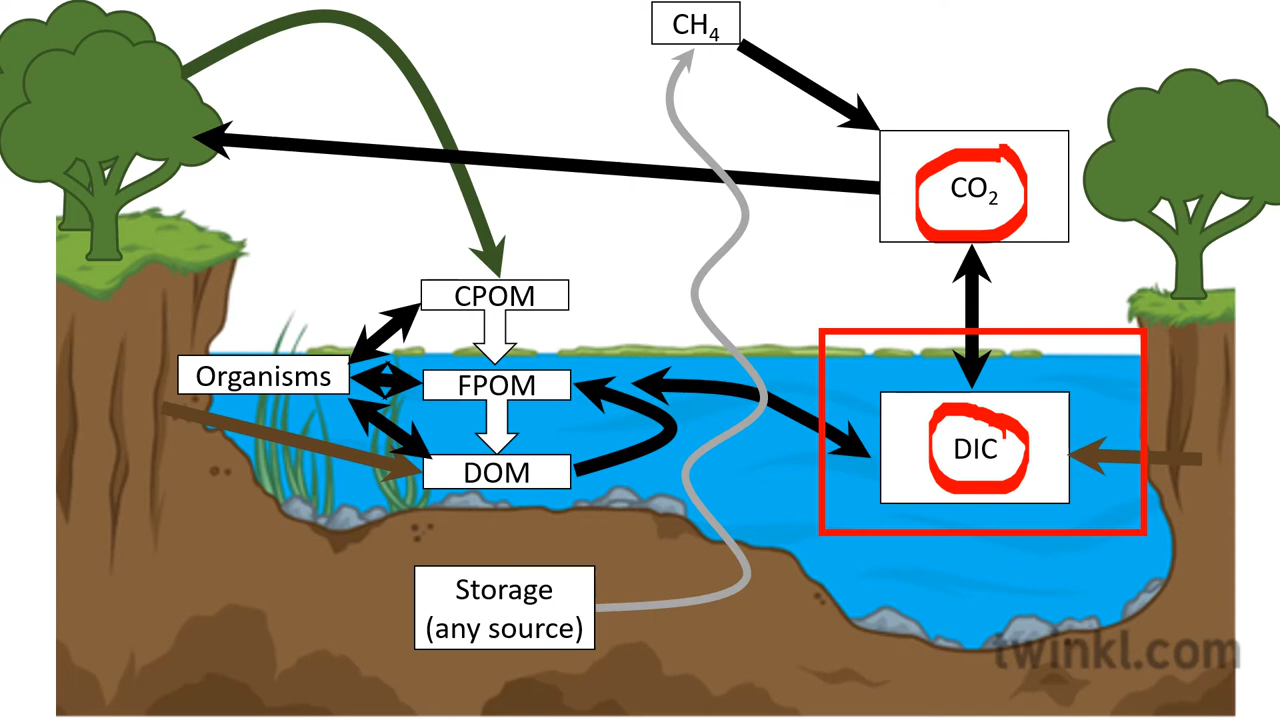 CH₄
CO₂
CPOM
Organisms
FPOM
DIC
DOM
Storage
(any source)
twinkl.com